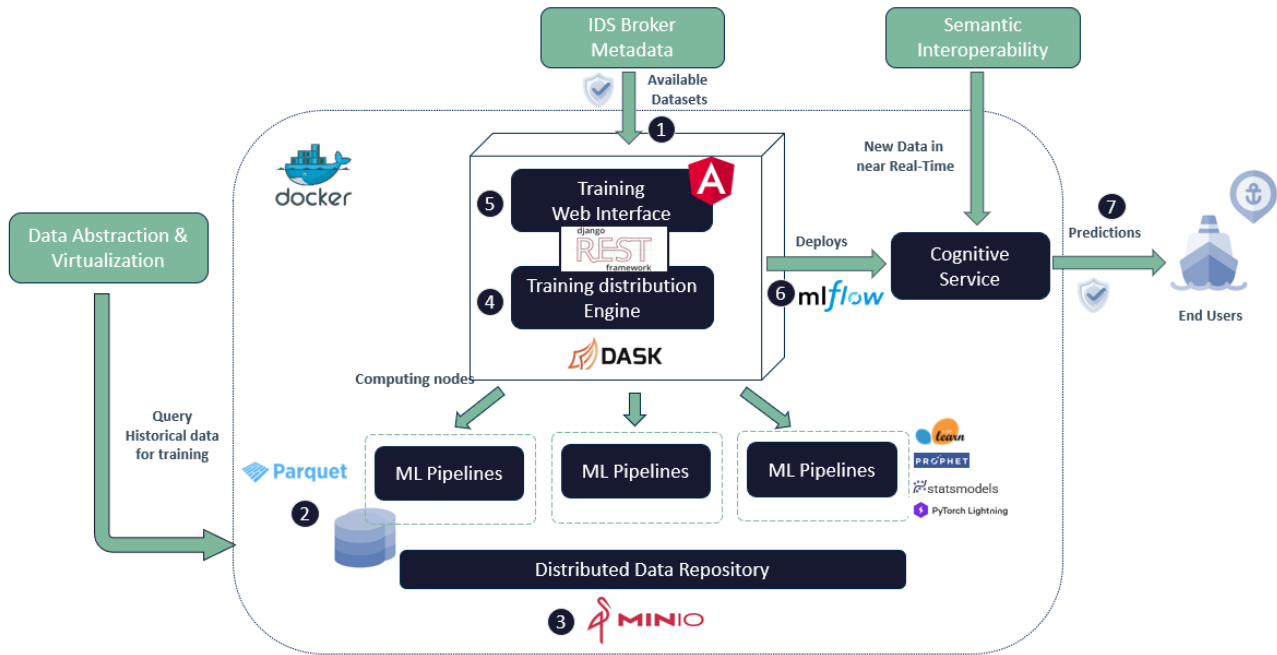 IDS Broker
Metadata
Semantic
Interoperability
Available
Datasets
1
docker
New Data in
near Real-Time
Training
Web Interface
A
5
django
REST
framework
Data Abstraction &
Virtualization
7
Predictions
Deploys
Cognitive
Service
Training distribution
Engine
4
6
mlflow
End Users
DASK
Computing nodes
Query
Historical data
for training
Parquet
ML Pipelines
ML Pipelines
ML Pipelines
learn
PROPHET
statsmodels
PyTorch Lightning
2
Distributed Data Repository
3
MINIO